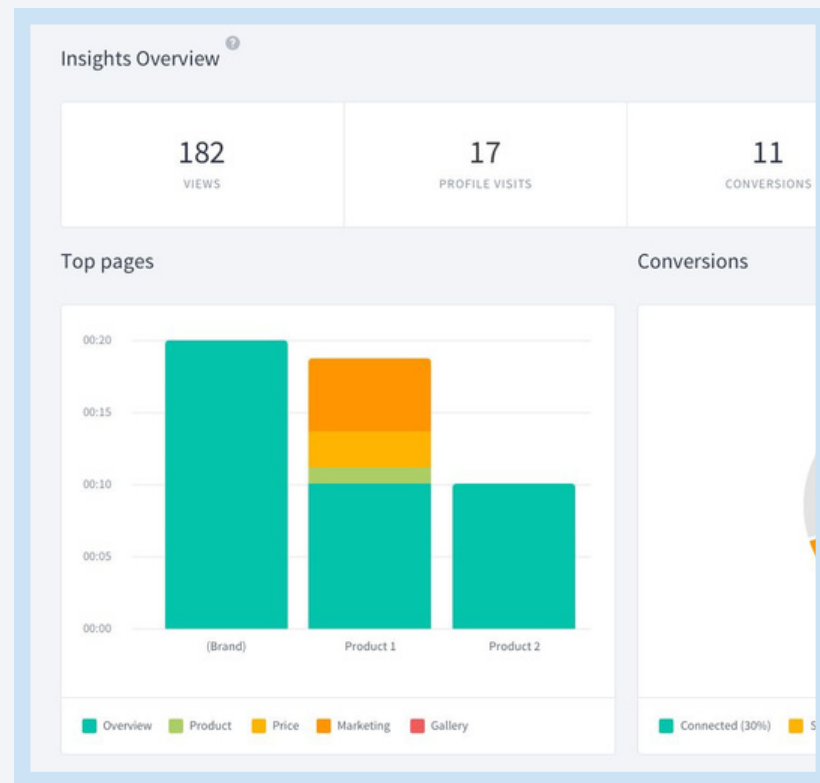 Insights Overview ?
182
VIEWS
17
PROFILE VISITS
11
CONVERSIONS
Top pages
00:20
00:15
00:10
00:05
00:00
(Brand)
Product 1
Product 2
Overview
Product
Price
Marketing
Gallery
Conversions
Connected (30%)
S